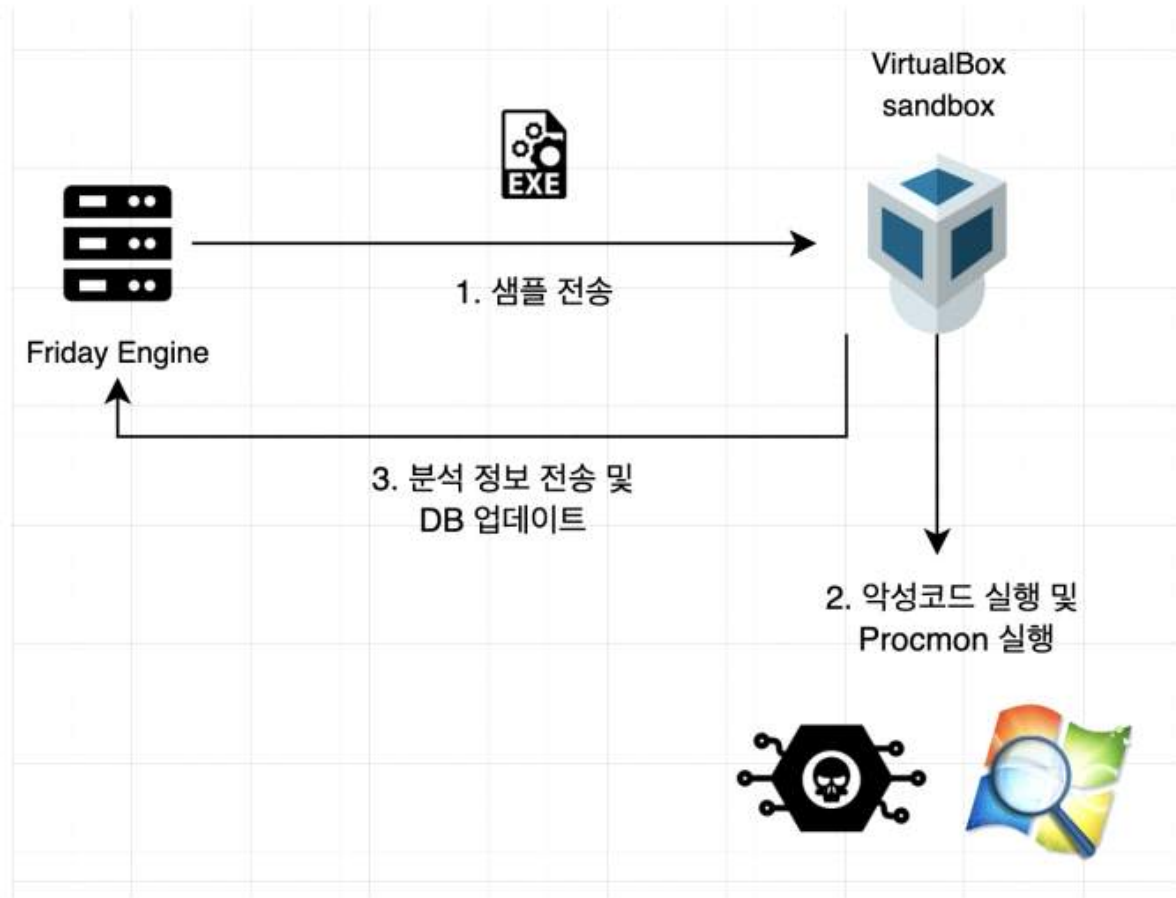 VirtualBox
sandbox
EXE
1. 샘플 전송
Friday Engine
3. 분석 정보 전송 및
DB 업데이트
2. 악성코드 실행 및
Procmon 실행